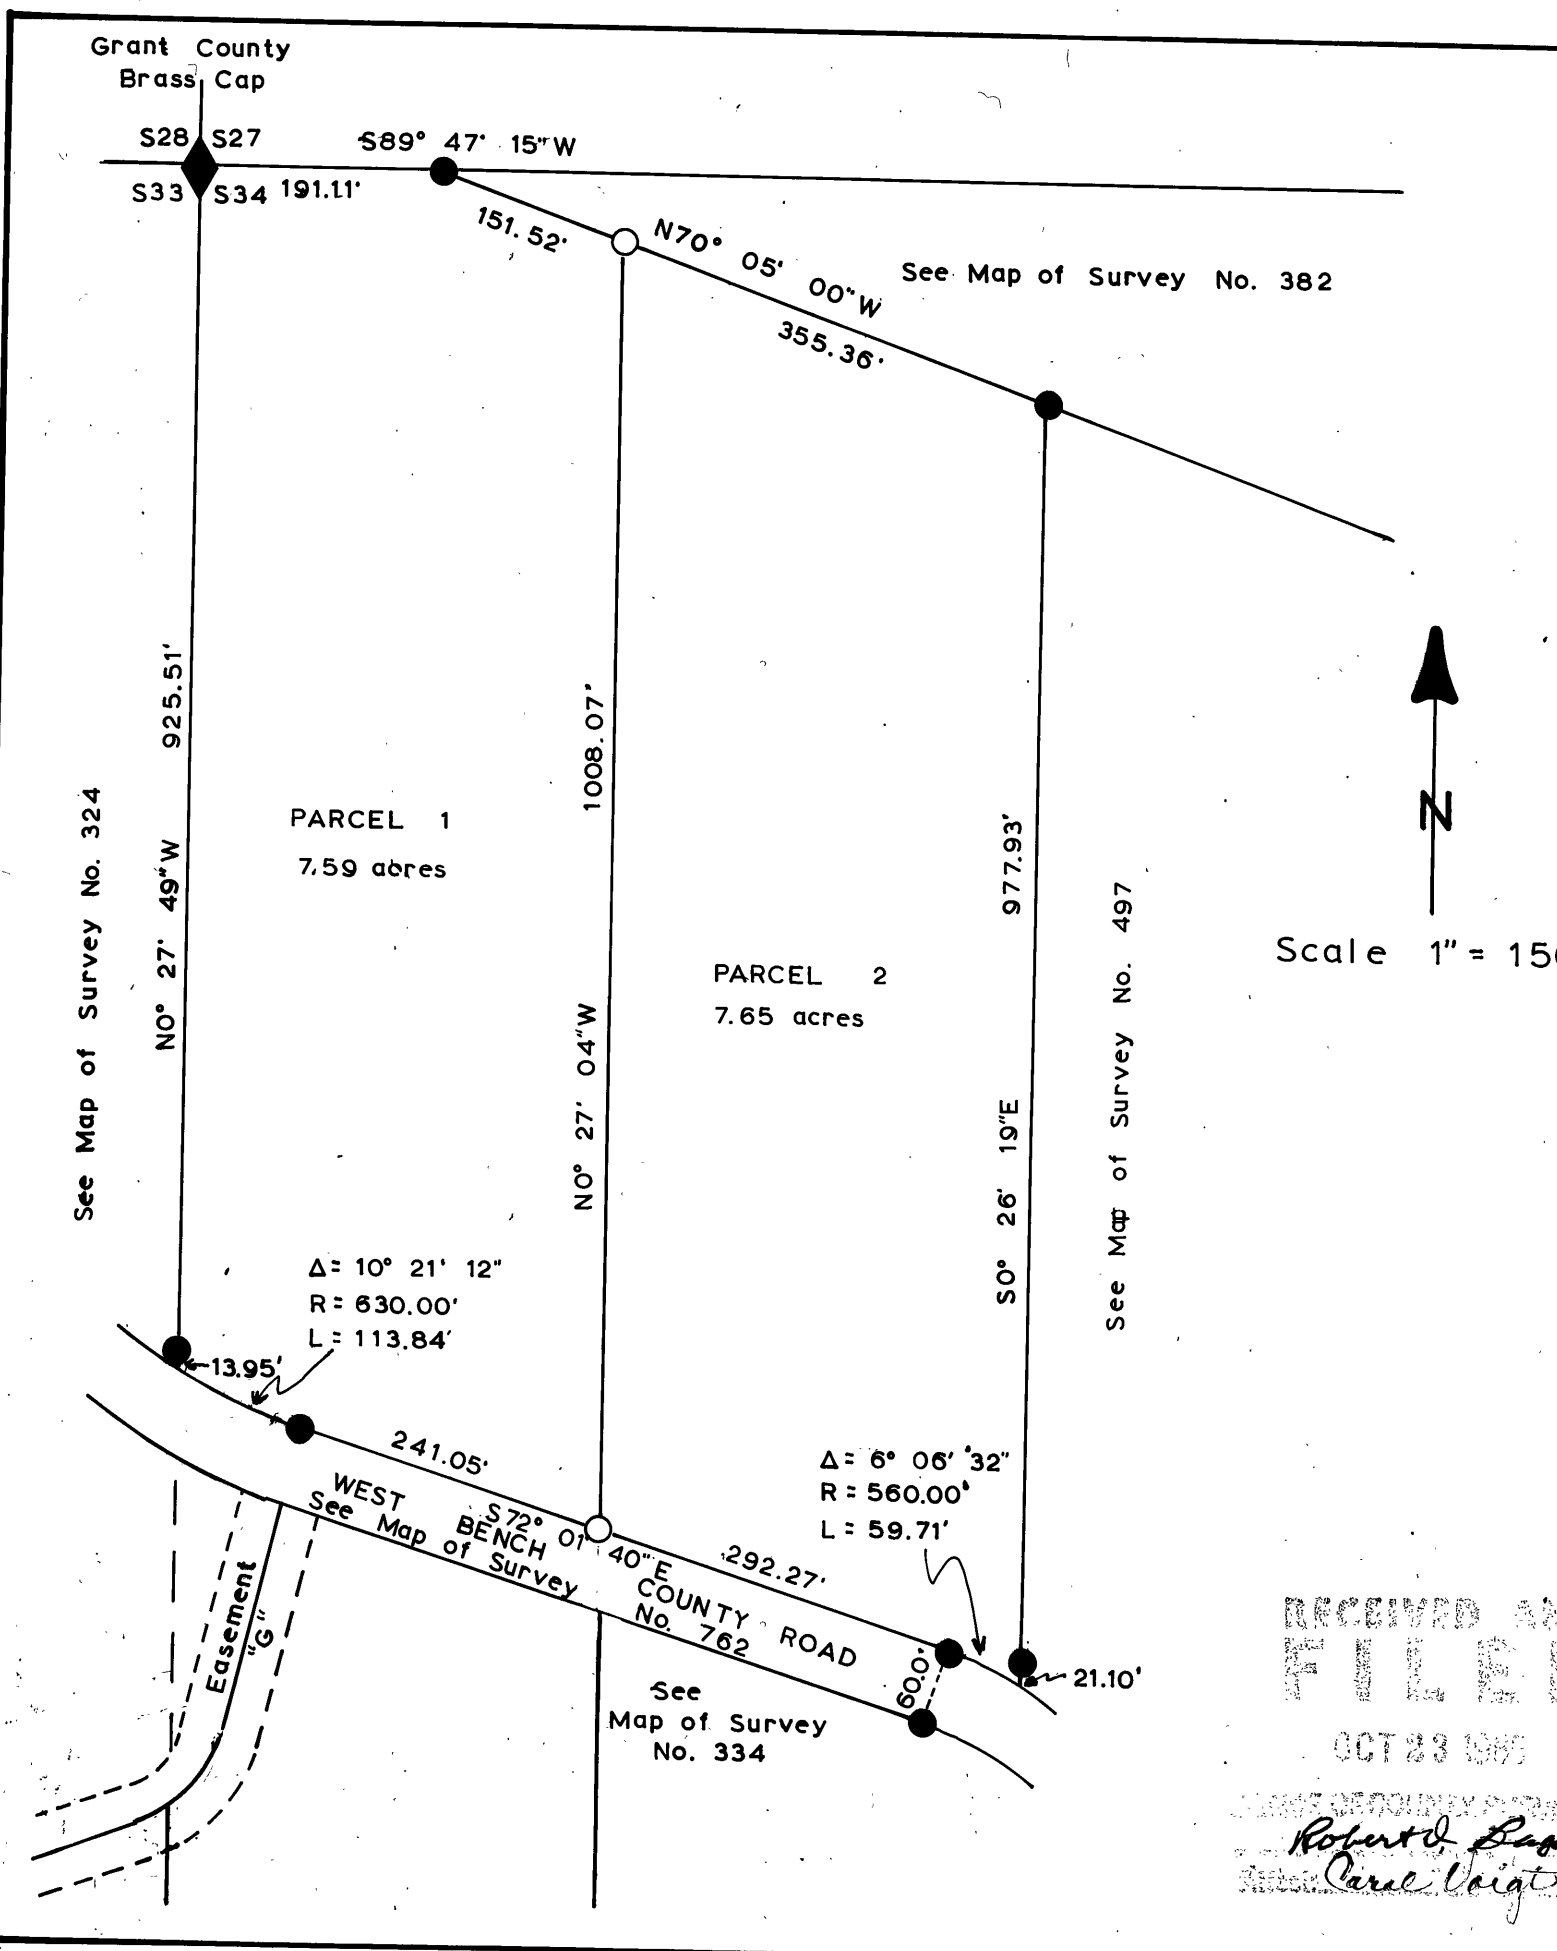 Grant County
Brass Cap
S28 S27
S33 S34
S89° 47' 15"W
191.11'
151.52'
N70° 05' 00"W
355.36'
See Map of Survey No. 382
925.51'
N0° 27' 49"W
See Map of Survey No. 324
1008.07'
N0° 27' 04"W
PARCEL 1
7.59 acres
PARCEL 2
7.65 acres
977.93'
S0° 26' 19"E
See Map of Survey No. 497
N
Scale 1" =
Δ= 10° 21' 12"
R= 630.00'
L= 113.84'
13.95'
241.05'
S72° 01' 40"E
292.27'
WEST BENCH COUNTY ROAD
See Map of Survey No. 762
Δ= 6° 06' 32"
R= 560.00'
L= 59.71'
60.0'
21.10'
Easement
"G"
See
Map of Survey
No. 334
RECEIVED
OCT 23
Robert
Carol Voigt